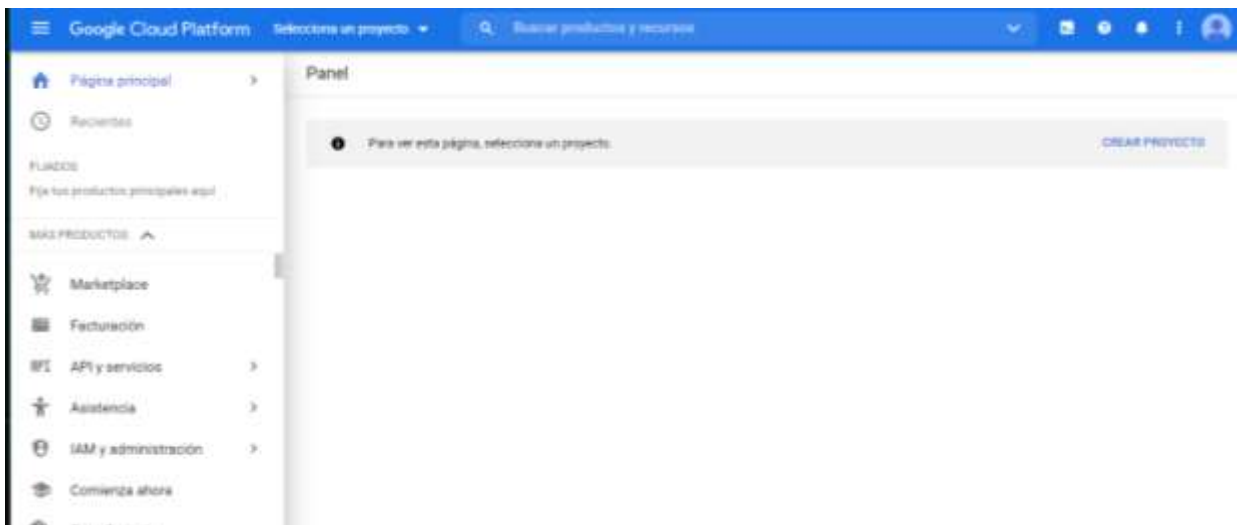 Google Cloud Platform Selecciona un proyecto Buscar productos y recursos
Página principal
Panel
Recientes
Para ver esta página, selecciona un proyecto. CREAR PROYECTO
FIJADOS
Fija tus productos principales aquí
MÁS PRODUCTOS
Marketplace
Facturación
API API y servicios
Asistencia
IAM y administración
Comienza ahora